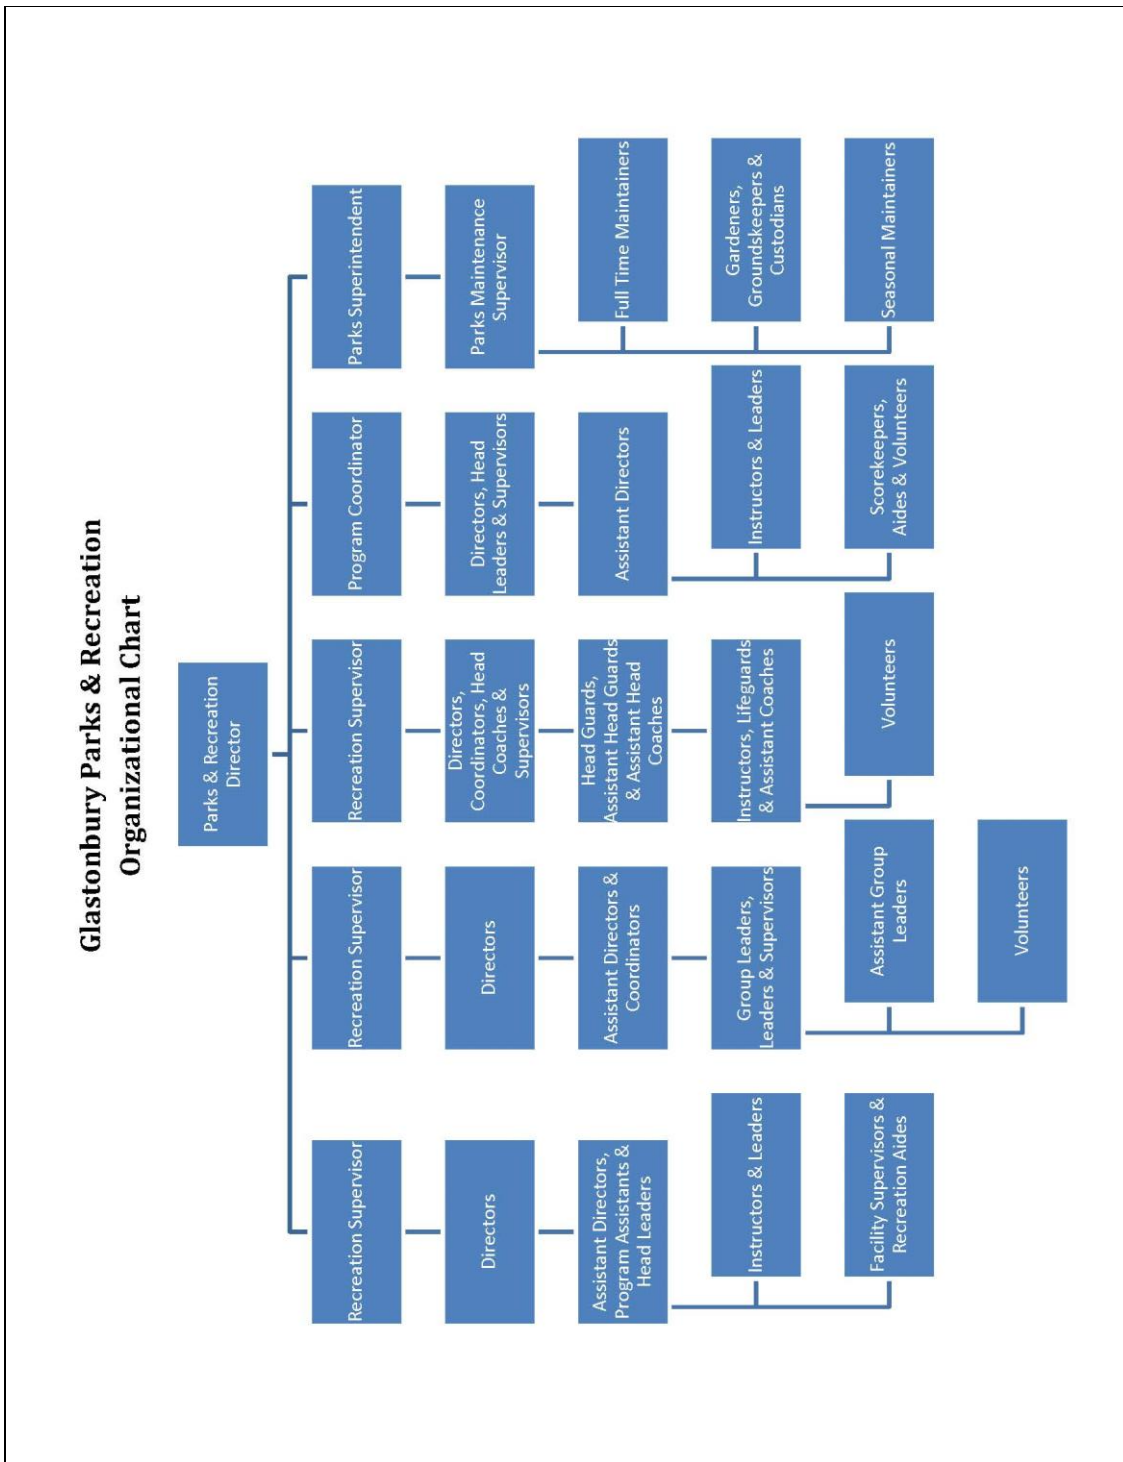 Glastonbury Parks & Recreation
Organizational Chart
Parks & Recreation
Director
Recreation Supervisor
Directors
Assistant Directors,
Program Assistants &
Head Leaders
Instructors & Leaders
Facility Supervisors &
Recreation Aides
Recreation Supervisor
Directors
Assistant Directors &
Coordinators
Group Leaders,
Leaders & Supervisors
Assistant Group
Leaders
Volunteers
Recreation Supervisor
Directors,
Coordinators, Head
Coaches &
Supervisors
Head Guards,
Assistant Head Guards
& Assistant Head
Coaches
Instructors, Lifeguards
& Assistant Coaches
Volunteers
Program Coordinator
Directors, Head
Leaders & Supervisors
Assistant Directors
Instructors & Leaders
Scorekeepers,
Aides & Volunteers
Parks Superintendent
Parks Maintenance
Supervisor
Full Time Maintainers
Gardeners,
Groundskeepers &
Custodians
Seasonal Maintainers